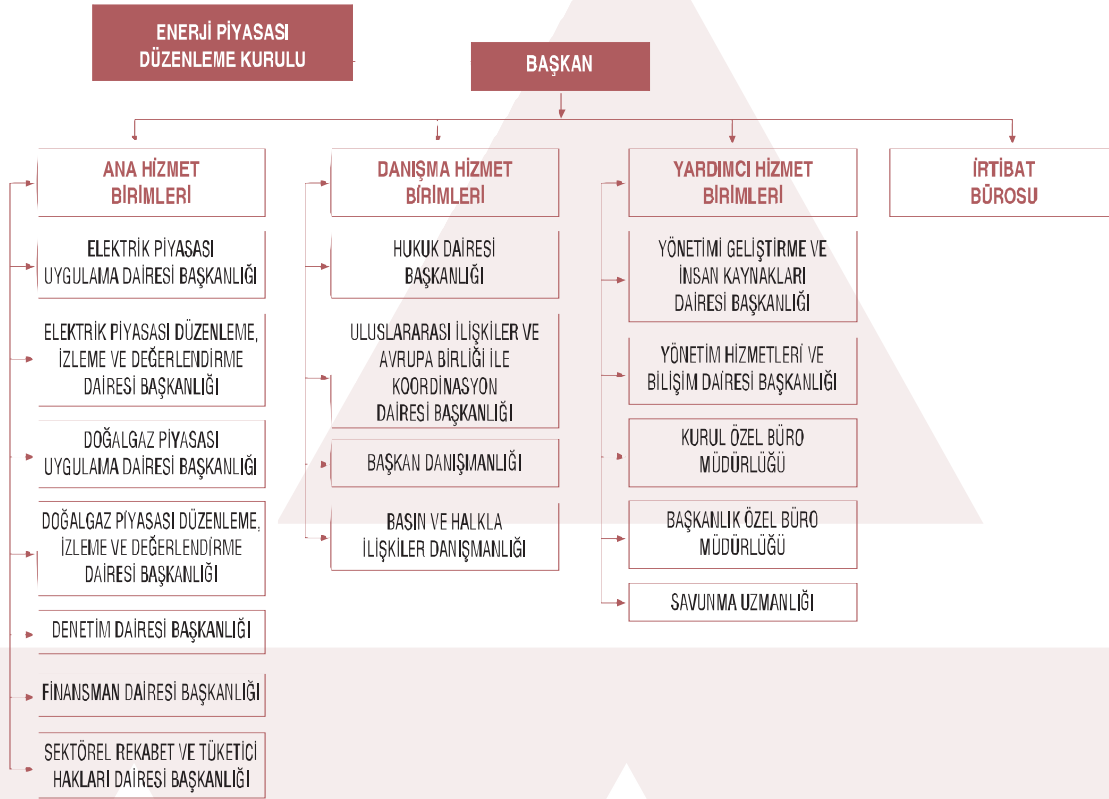 ENERJİ PİYASASI
DÜZENLEME KURULU
BAŞKAN
ANA HİZMET
BİRİMLERİ
ELEKTRİK PİYASASI
UYGULAMA DAİRESİ BAŞKANLIĞI
ELEKTRİK PİYASASI DÜZENLEME,
İZLEME VE DEĞERLENDİRME
DAİRESİ BAŞKANLIĞI
DOĞALGAZ PİYASASI
UYGULAMA DAİRESİ BAŞKANLIĞI
DOĞALGAZ PİYASASI DÜZENLEME,
İZLEME VE DEĞERLENDİRME
DAİRESİ BAŞKANLIĞI
DENETİM DAİRESİ BAŞKANLIĞI
FİNANSMAN DAİRESİ BAŞKANLIĞI
SEKTÖREL REKABET VE TÜKETİCİ
HAKLARI DAİRESİ BAŞKANLIĞI
DANIŞMA HİZMET
BİRİMLERİ
HUKUK DAİRESİ
BAŞKANLIĞI
ULUSLARARASI İLİŞKİLER VE
AVRUPA BİRLİĞİ İLE
KOORDİNASYON
DAİRESİ BAŞKANLIĞI
BAŞKAN DANIŞMANLIĞI
BASIN VE HALKLA
İLİŞKİLER DANIŞMANLIĞI
YARDIMCI HİZMET
BİRİMLERİ
YÖNETİMİ GELİŞTİRME VE
İNSAN KAYNAKLARI
DAİRESİ BAŞKANLIĞI
YÖNETİM HİZMETLERİ VE
BİLİŞİM DAİRESİ BAŞKANLIĞI
KURUL ÖZEL BÜRO
MÜDÜRLÜĞÜ
BAŞKANLIK ÖZEL BÜRO
MÜDÜRLÜĞÜ
SAVUNMA UZMANLIĞI
İRTİBAT
BÜROSU